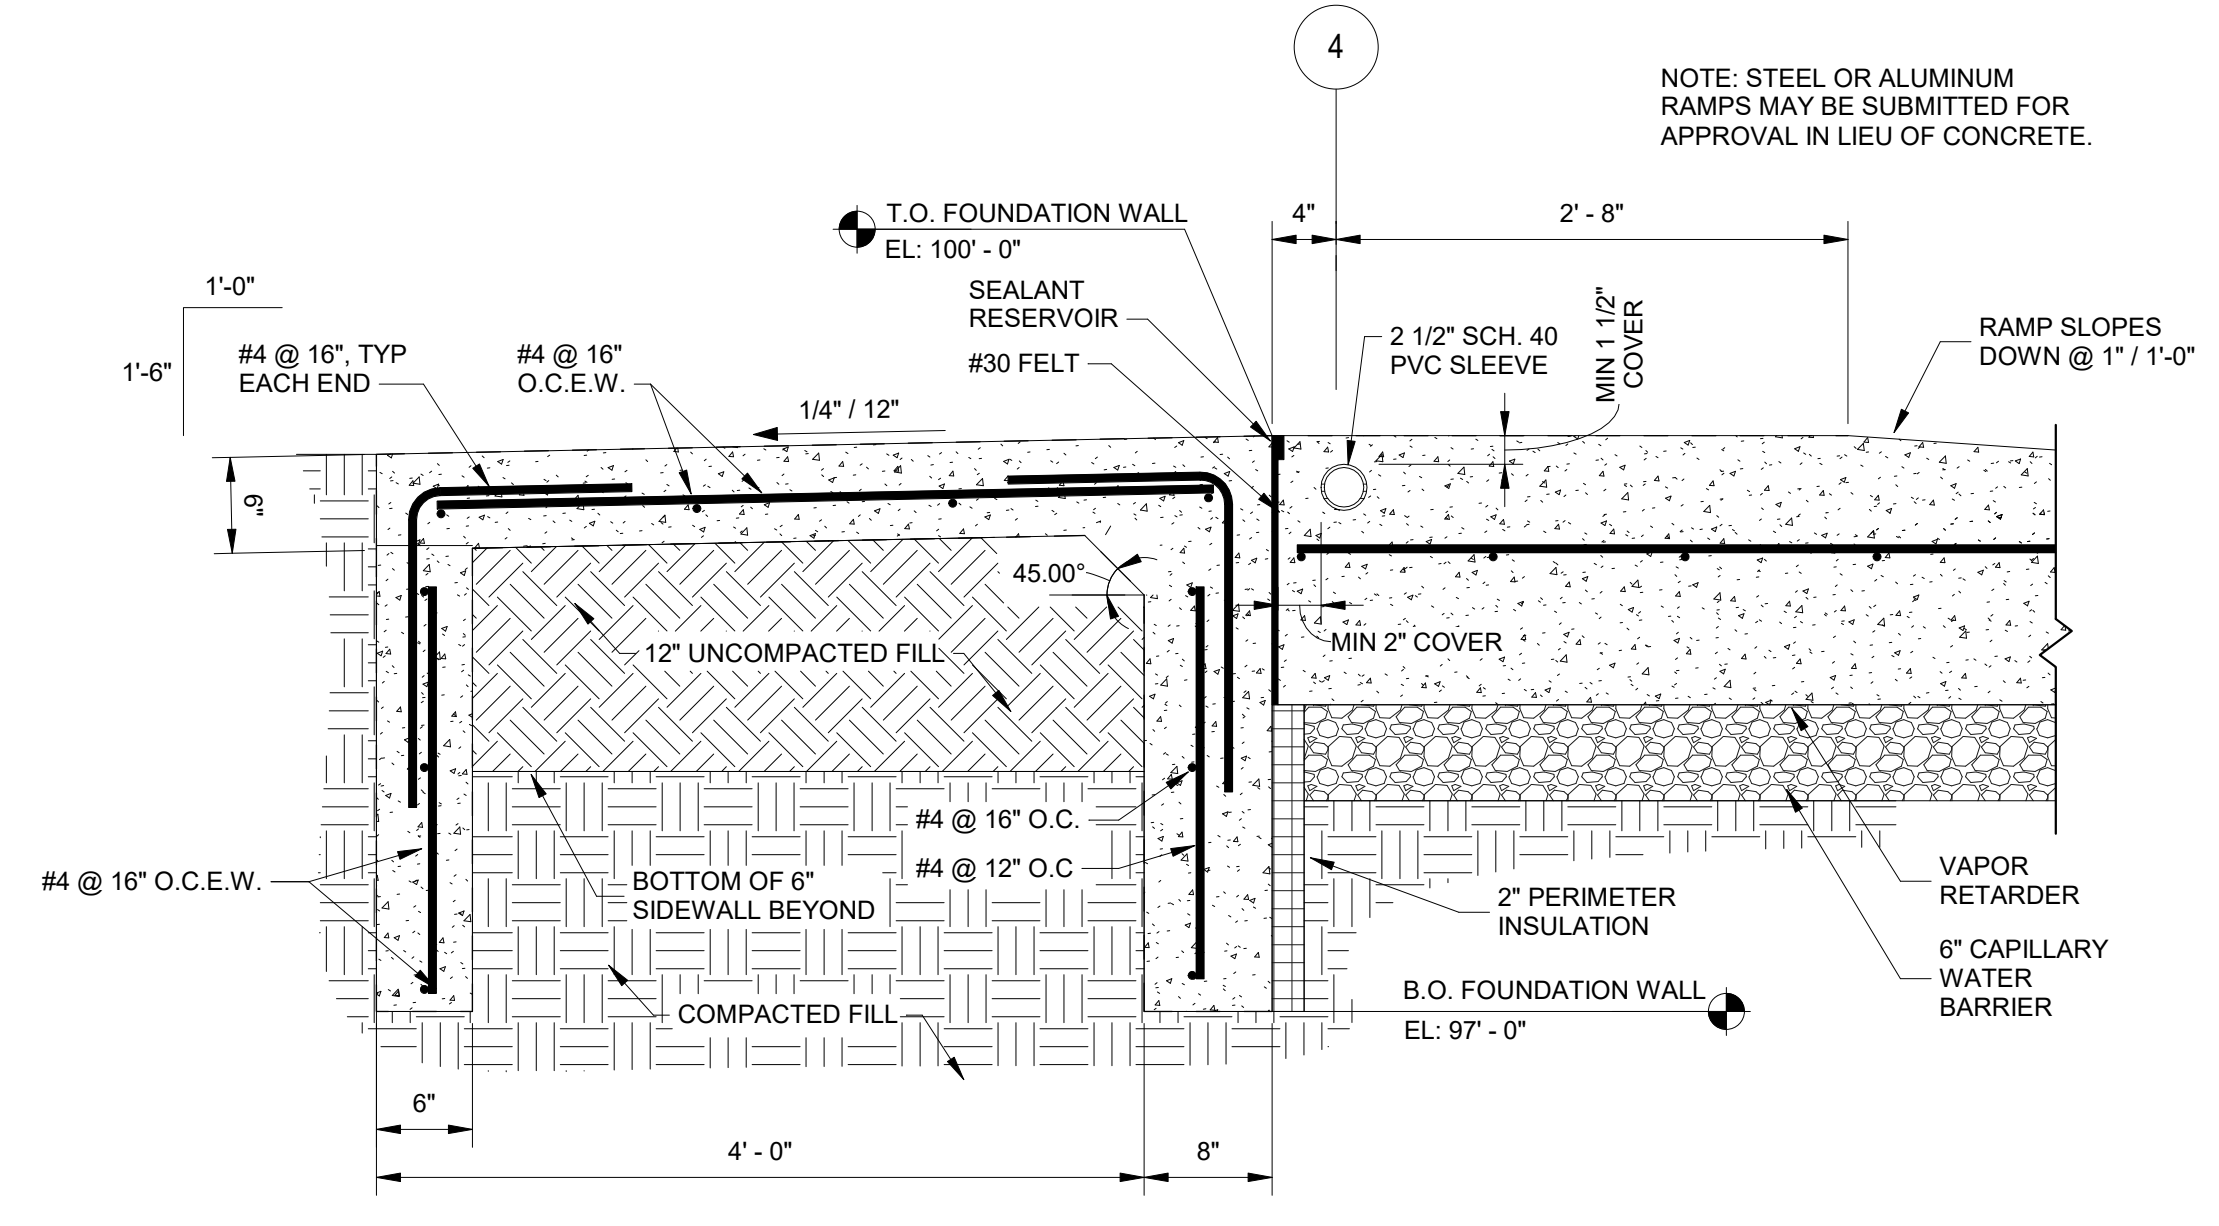 4
NOTE: STEEL OR ALUMINUM
RAMPS MAY BE SUBMITTED FOR
APPROVAL IN LIEU OF CONCRETE.
T.O. FOUNDATION WALL
EL: 100' - 0"
4"
2' - 8"
SEALANT
RESERVOIR
#30 FELT
2 1/2" SCH. 40
PVC SLEEVE
MIN 1 1/2"
COVER
RAMP SLOPES
DOWN @ 1" / 1'-0"
1'-0"
1'-6"
#4 @ 16", TYP
EACH END
#4 @ 16"
O.C.E.W.
1/4" / 12"
6"
45.00°
12" UNCOMPACTED FILL
MIN 2" COVER
#4 @ 16" O.C.
#4 @ 12" O.C
#4 @ 16" O.C.E.W.
BOTTOM OF 6"
SIDEWALL BEYOND
2" PERIMETER
INSULATION
VAPOR
RETARDER
6" CAPILLARY
WATER
BARRIER
COMPACTED FILL
B.O. FOUNDATION WALL
EL: 97' - 0"
6"
4' - 0"
8"